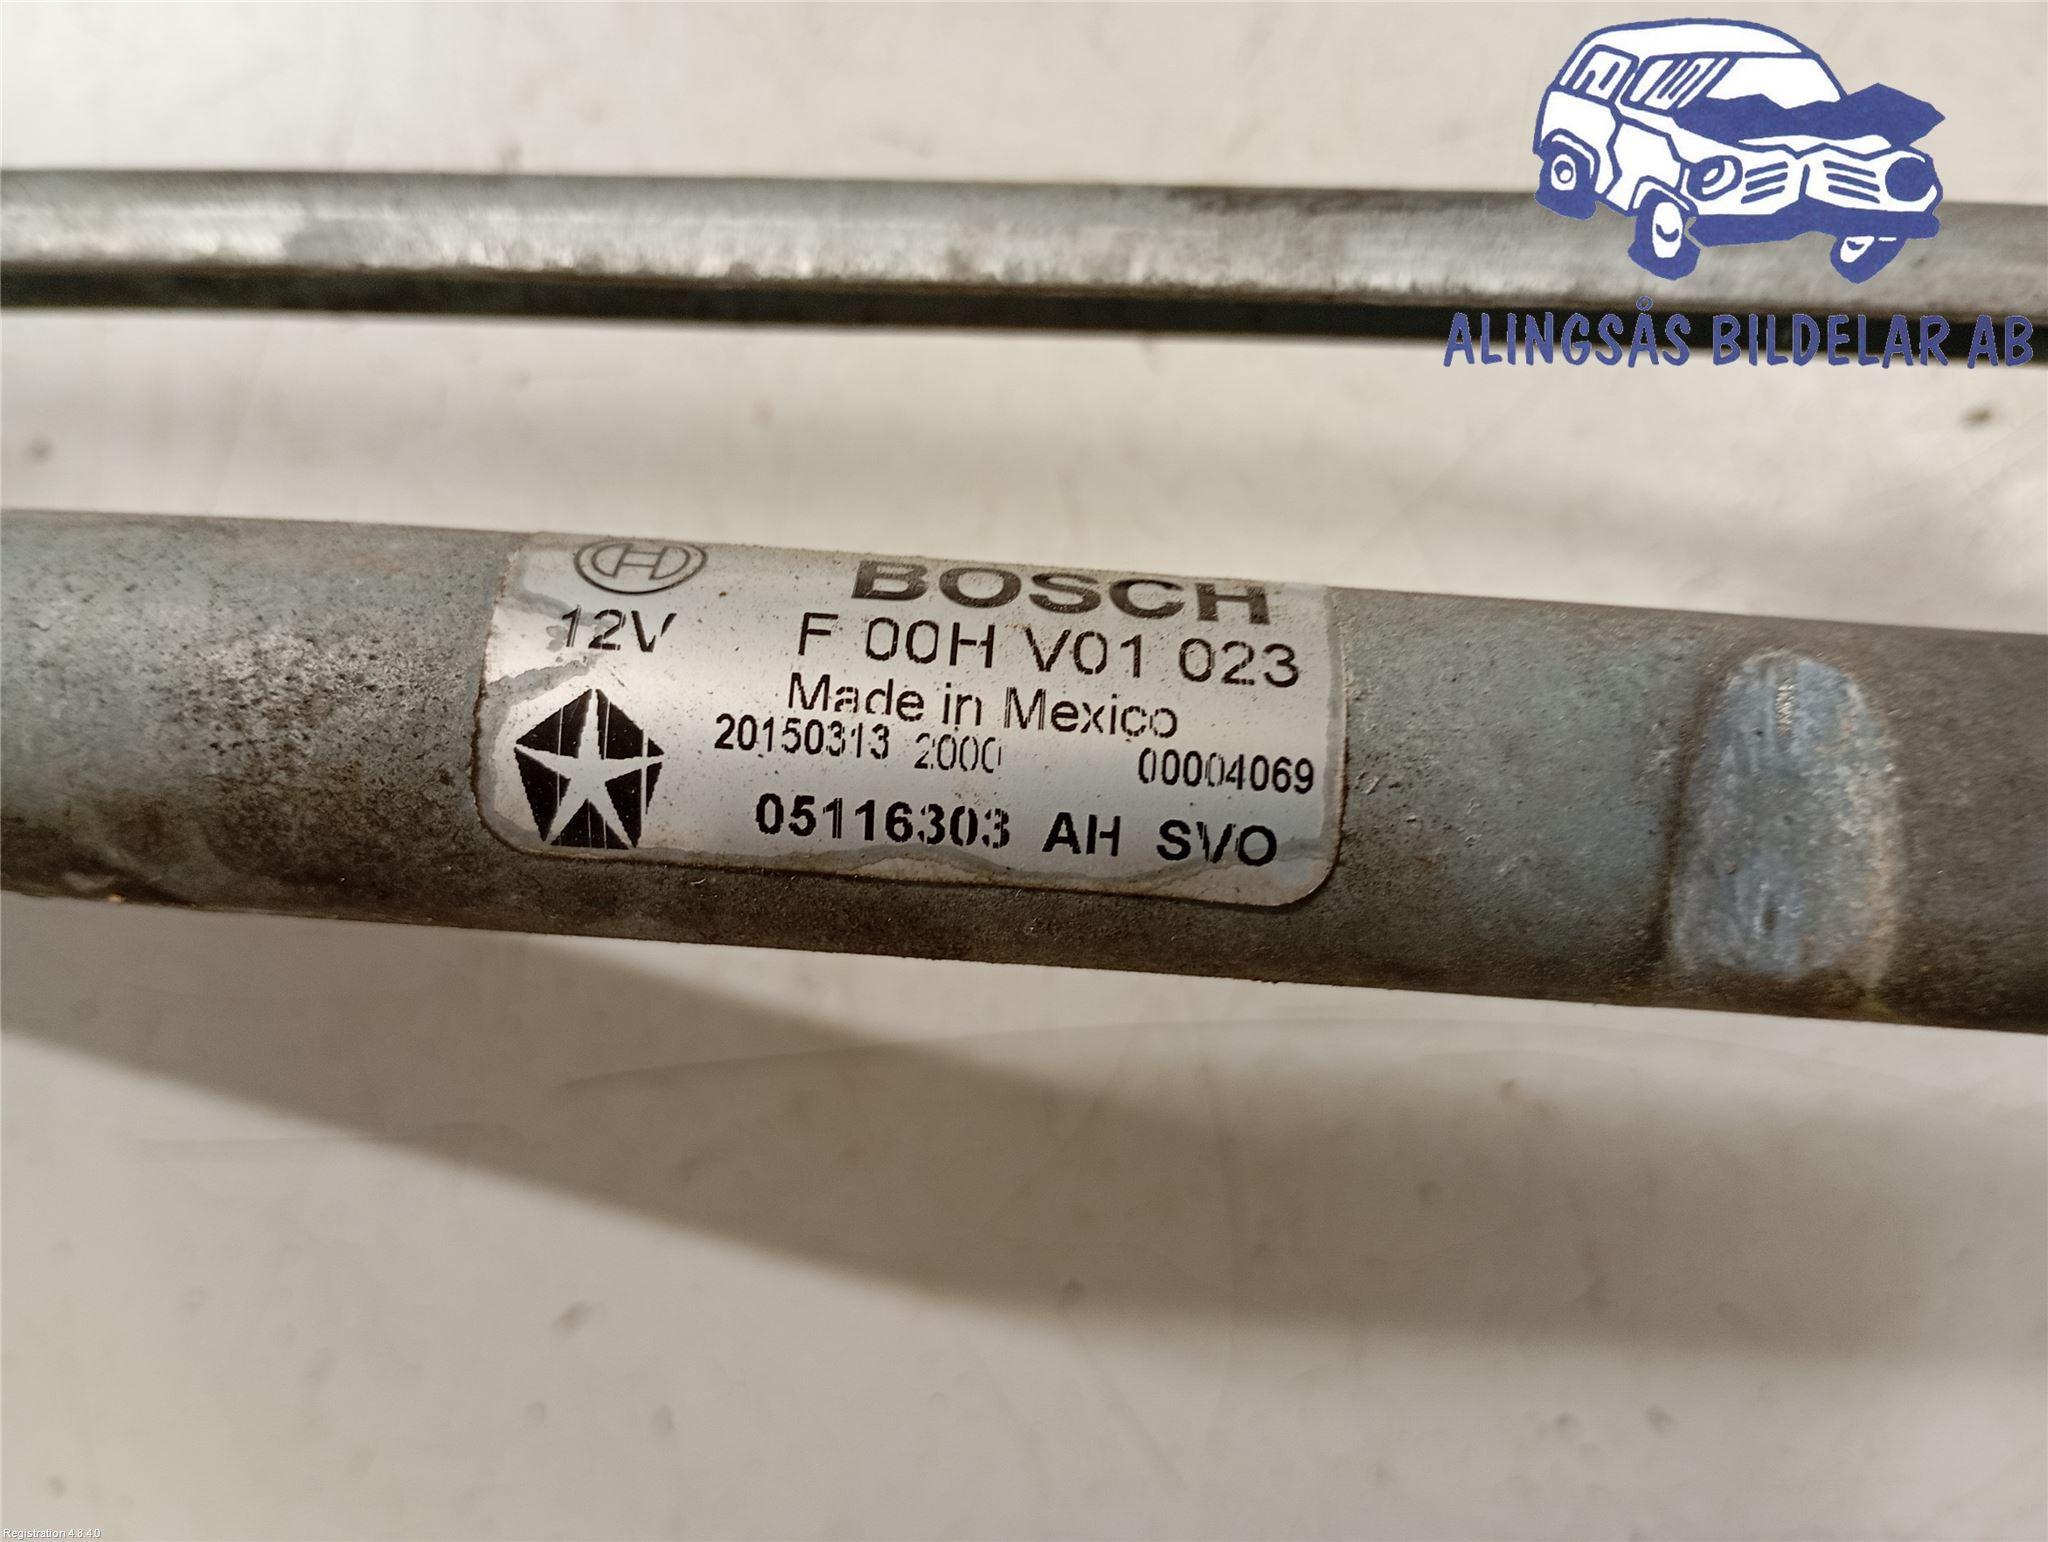 ALINGSÅS BILDELAR AB
BOSCH
12V F 00H V01 023
Made in Mexico
20150313 2000 00004069
05116303 AH SVO
Registration 4.8.4.0